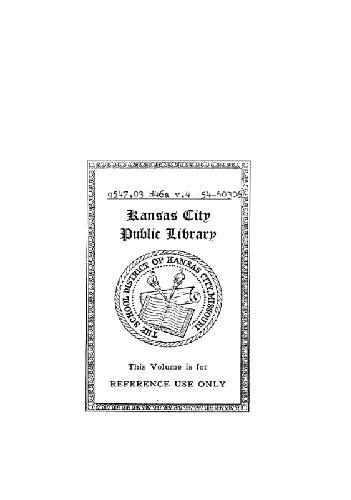 q547.03 d46a v.4 54-60306
Kansas City
Public Library
THE SCHOOL DISTRICT OF KANSAS CITY, MISSOURI
This Volume is for
REFERENCE USE ONLY